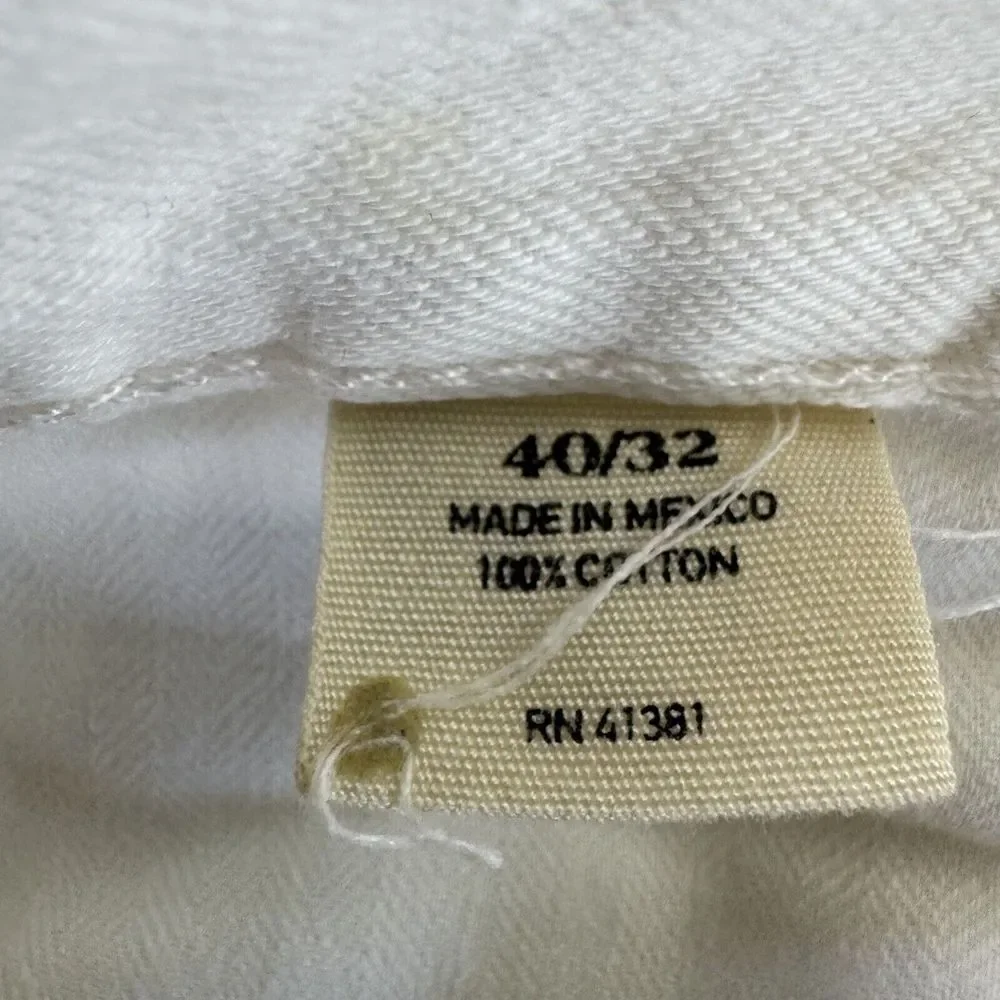 40/32
MADE IN MEXICO
100% COTTON
RN 41381